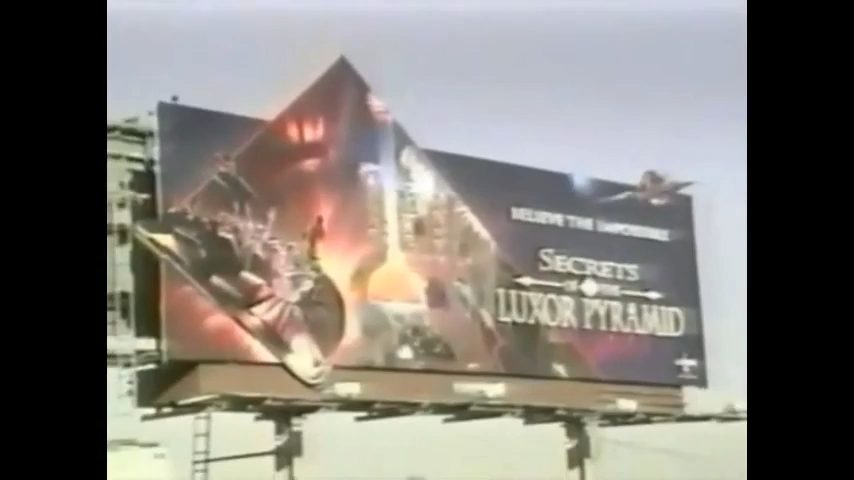 BELIEVE THE IMPOSSIBLE
SECRETS
OF THE
LUXOR PYRAMID